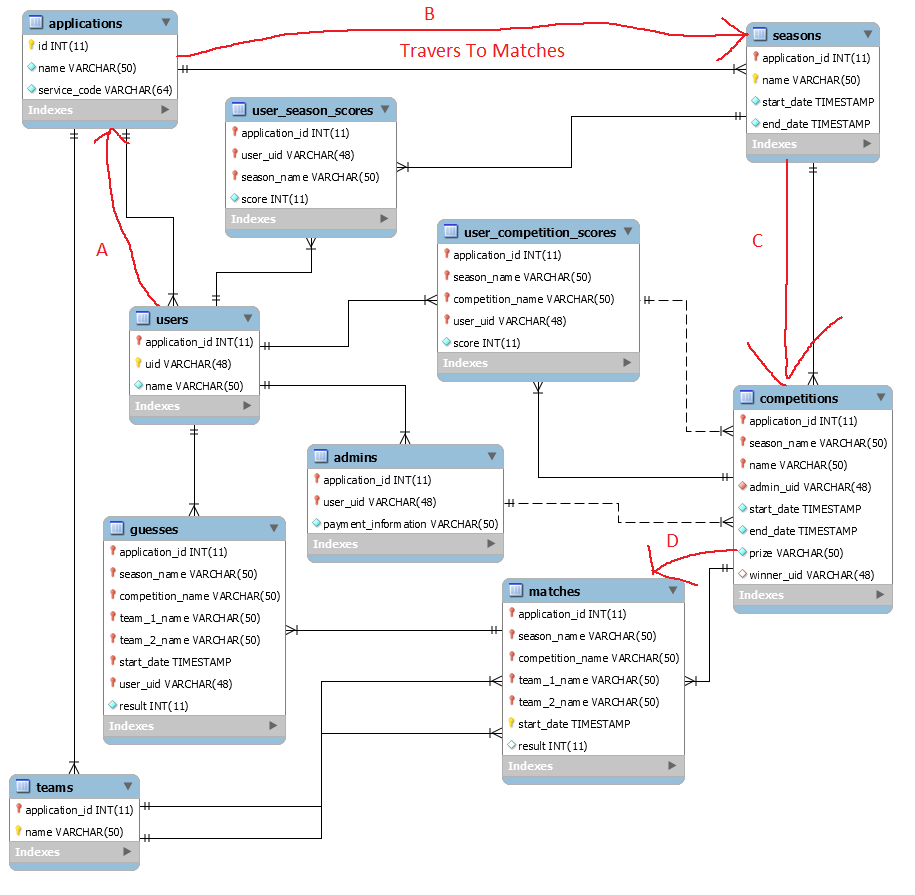 B
Travers To Matches
applications
id INT(11)
name VARCHAR(50)
service_code VARCHAR(64)
Indexes
seasons
application_id INT(11)
name VARCHAR(50)
start_date TIMESTAMP
end_date TIMESTAMP
Indexes
user_season_scores
application_id INT(11)
user_uid VARCHAR(48)
season_name VARCHAR(50)
score INT(11)
Indexes
A
C
user_competition_scores
application_id INT(11)
season_name VARCHAR(50)
competition_name VARCHAR(50)
user_uid VARCHAR(48)
score INT(11)
Indexes
users
application_id INT(11)
uid VARCHAR(48)
name VARCHAR(50)
Indexes
competitions
application_id INT(11)
season_name VARCHAR(50)
name VARCHAR(50)
admin_uid VARCHAR(48)
start_date TIMESTAMP
end_date TIMESTAMP
prize VARCHAR(50)
winner_uid VARCHAR(48)
Indexes
admins
application_id INT(11)
user_uid VARCHAR(48)
payment_information VARCHAR(50)
Indexes
D
guesses
application_id INT(11)
season_name VARCHAR(50)
competition_name VARCHAR(50)
team_1_name VARCHAR(50)
team_2_name VARCHAR(50)
start_date TIMESTAMP
user_uid VARCHAR(48)
result INT(11)
Indexes
matches
application_id INT(11)
season_name VARCHAR(50)
competition_name VARCHAR(50)
team_1_name VARCHAR(50)
team_2_name VARCHAR(50)
start_date TIMESTAMP
result INT(11)
Indexes
teams
application_id INT(11)
name VARCHAR(50)
Indexes